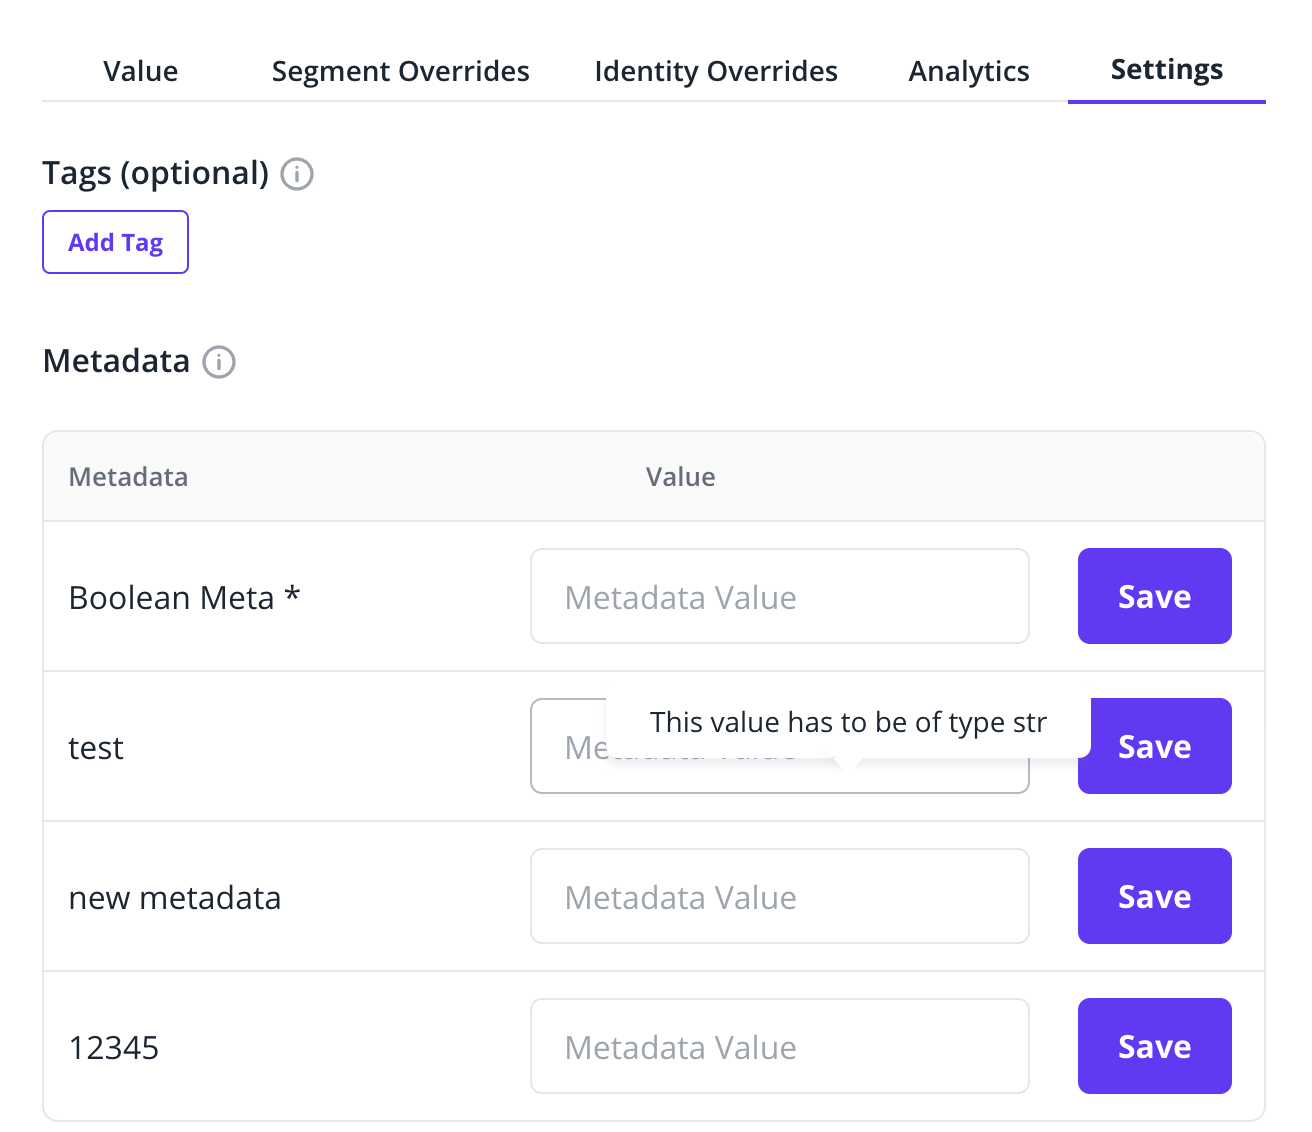 Value Segment Overrides Identity Overrides Analytics Settings
Tags (optional)
Add Tag
Metadata
Metadata Value
Boolean Meta * Metadata Value Save
This value has to be of type str
test Metadata Value Save
new metadata Metadata Value Save
12345 Metadata Value Save